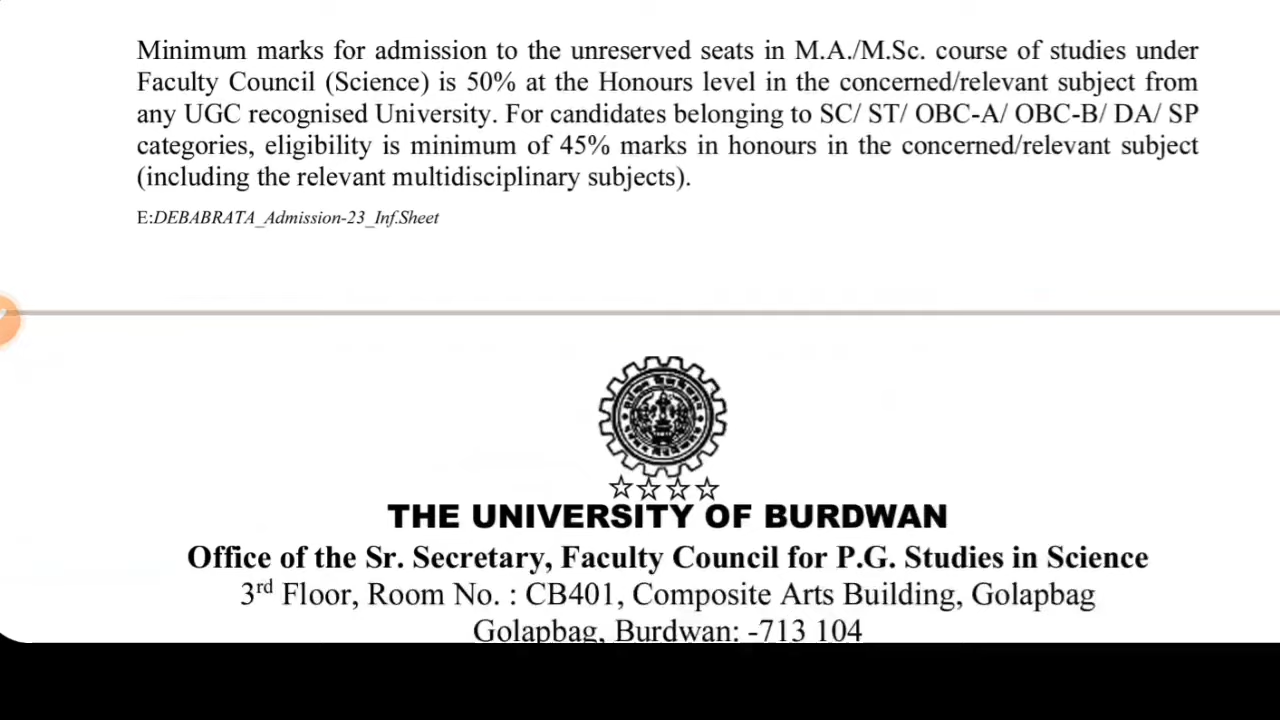 Minimum marks for admission to the unreserved seats in M.A./M.Sc. course of studies under
Faculty Council (Science) is 50% at the Honours level in the concerned/relevant subject from
any UGC recognised University. For candidates belonging to SC/ ST/ OBC-A/ OBC-B/ DA/ SP
categories, eligibility is minimum of 45% marks in honours in the concerned/relevant subject
(including the relevant multidisciplinary subjects).
E:DEBABRATA_Admission-23_Inf.Sheet
THE UNIVERSITY OF BURDWAN
Office of the Sr. Secretary, Faculty Council for P.G. Studies in Science
3rd Floor, Room No. : CB401, Composite Arts Building, Golapbag
Golapbag, Burdwan: -713 104